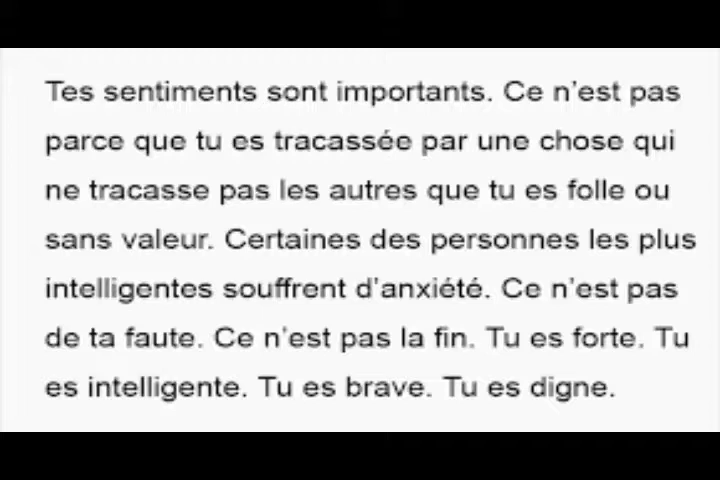 Tes sentiments sont importants. Ce n'est pas
parce que tu es tracassée par une chose qui
ne tracasse pas les autres que tu es folle ou
sans valeur. Certaines des personnes les plus
intelligentes souffrent d'anxiété. Ce n'est pas
de ta faute. Ce n'est pas la fin. Tu es forte. Tu
es intelligente. Tu es brave. Tu es digne.